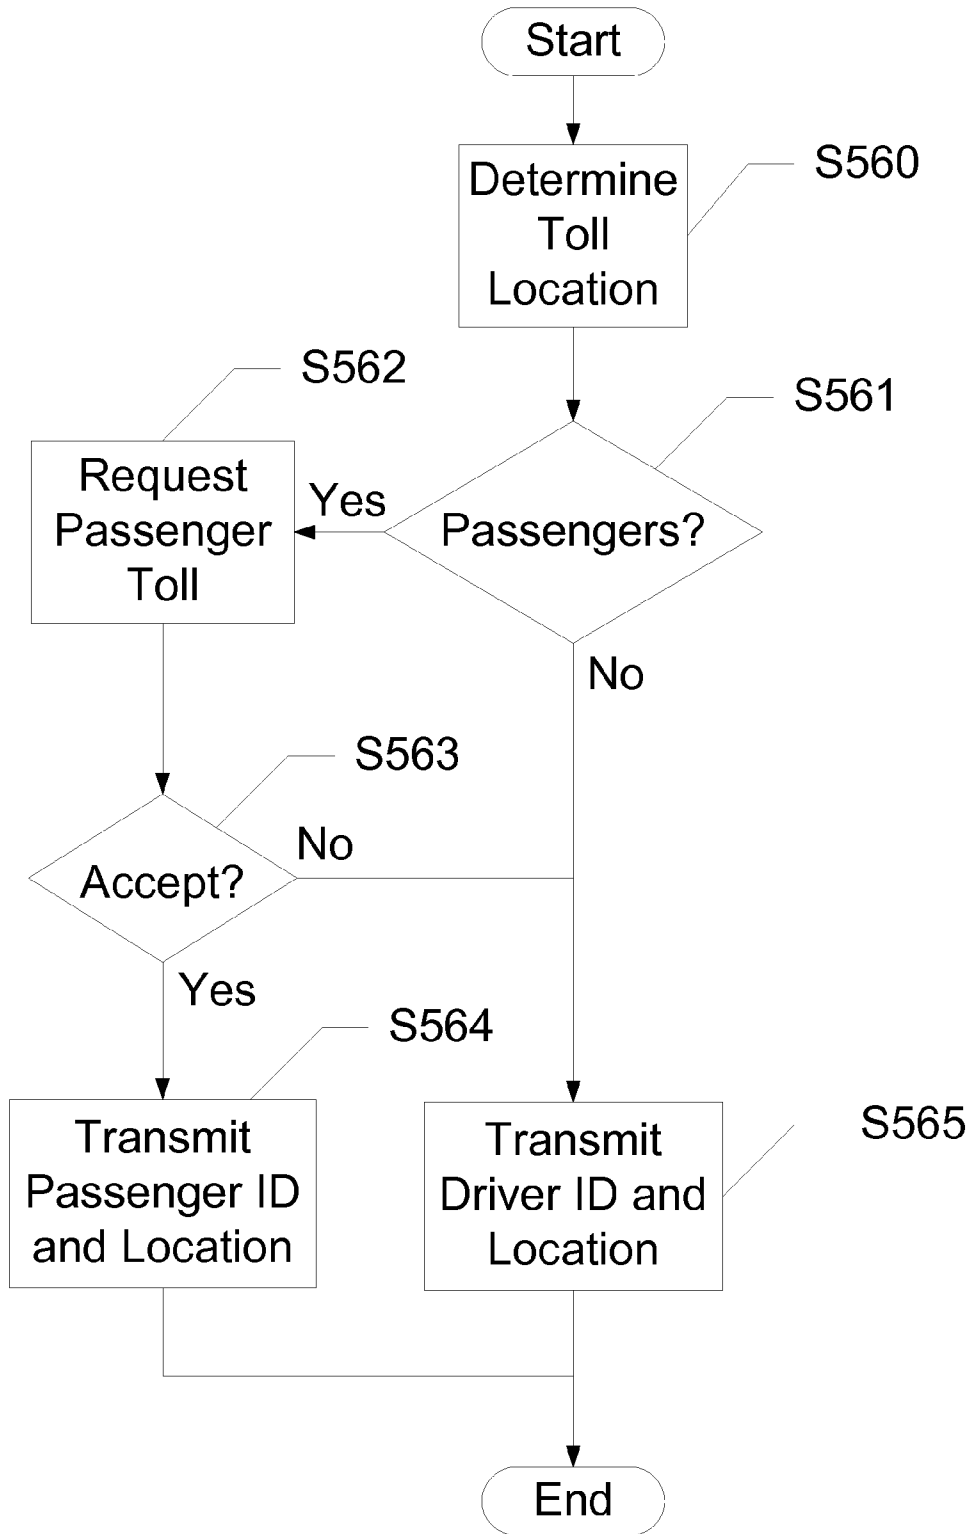 Start
Determine
Toll
Location
S560
S562
S561
Request
Passenger
Toll
Yes
Passengers?
No
S563
Accept?
No
Yes
S564
Transmit
Passenger ID
and Location
Transmit
Driver ID and
Location
S565
End